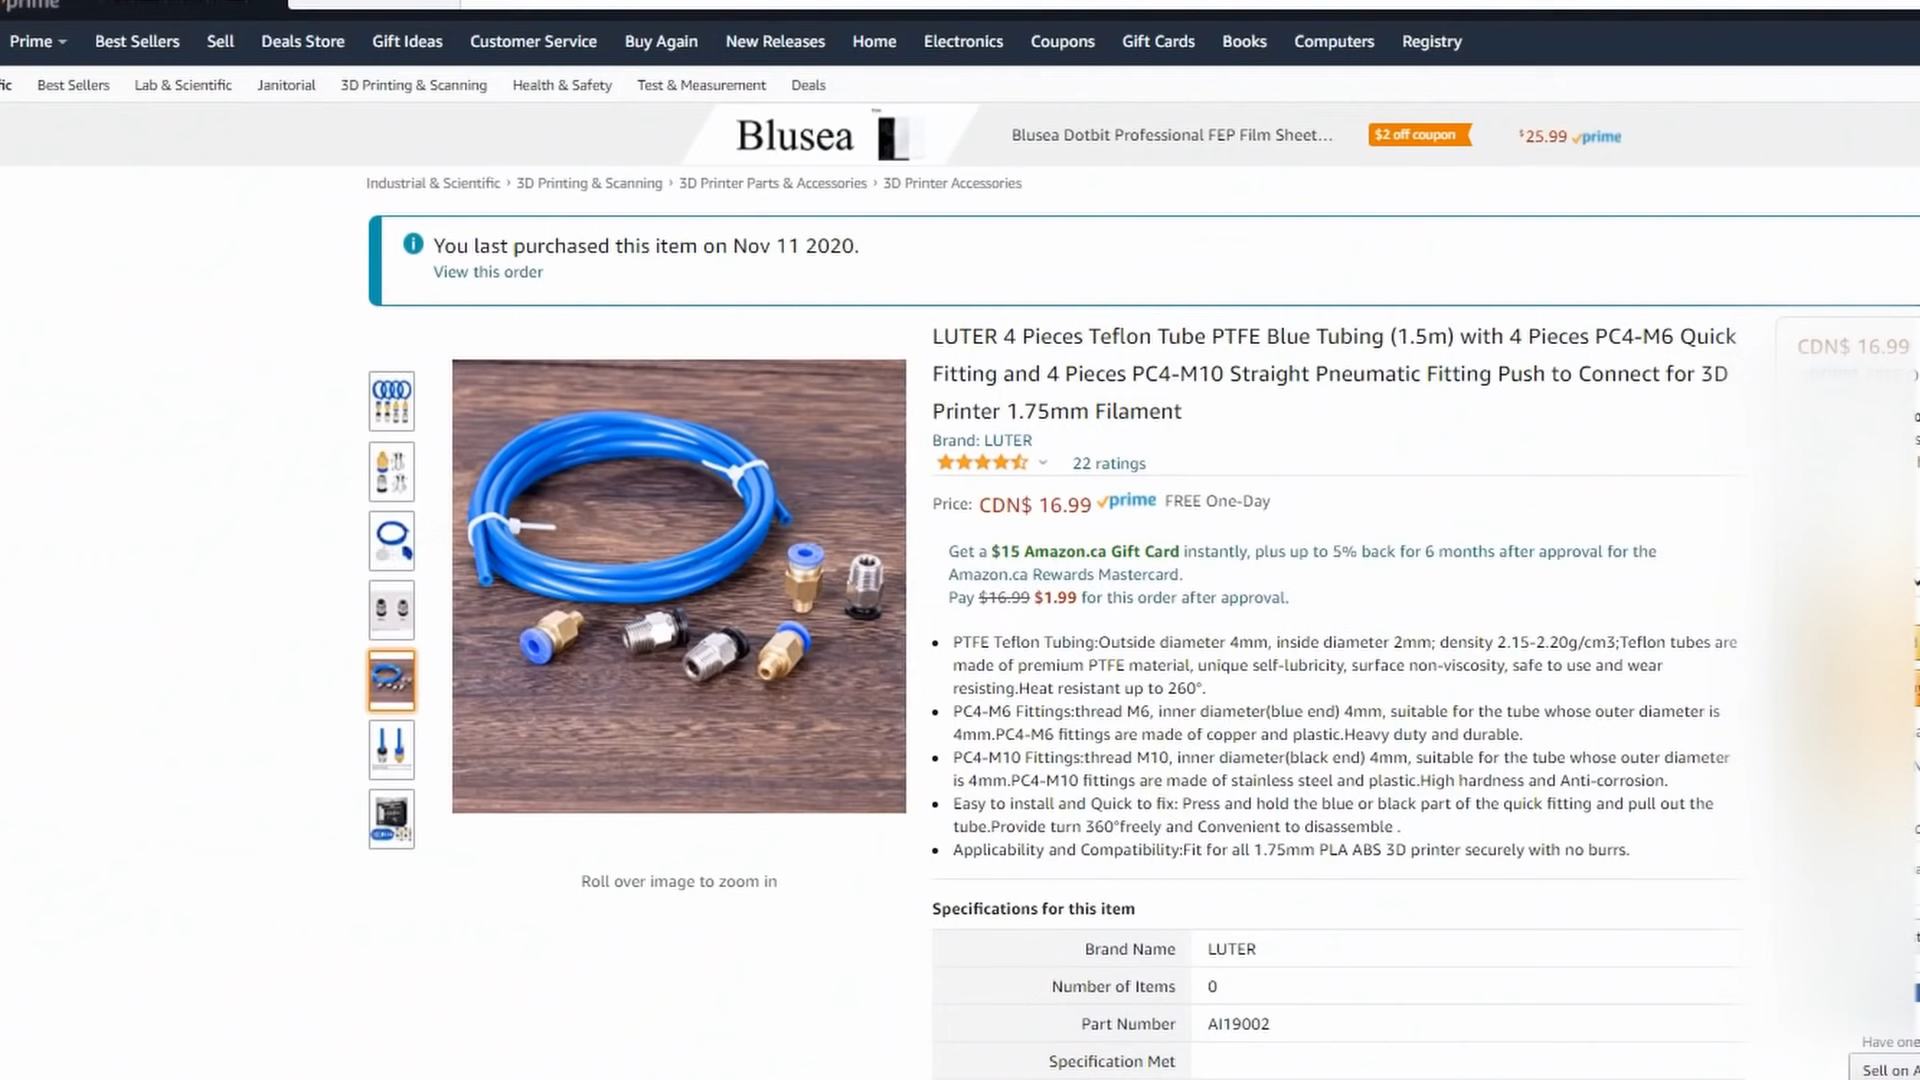 prime
Prime Best Sellers Sell Deals Store Gift Ideas Customer Service Buy Again New Releases Home Electronics Coupons Gift Cards Books Computers Registry
Best Sellers Lab & Scientific Janitorial 3D Printing & Scanning Health & Safety Test & Measurement Deals
Blusea Blusea Dotbit Professional FEP Film Sheet... $2 off coupon $25.99 prime
Industrial & Scientific › 3D Printing & Scanning › 3D Printer Parts & Accessories › 3D Printer Accessories
You last purchased this item on Nov 11 2020.
View this order
LUTER 4 Pieces Teflon Tube PTFE Blue Tubing (1.5m) with 4 Pieces PC4-M6 Quick
Fitting and 4 Pieces PC4-M10 Straight Pneumatic Fitting Push to Connect for 3D
Printer 1.75mm Filament
Brand: LUTER
22 ratings
Price: CDN$ 16.99 prime FREE One-Day
CDN$ 16.99
Get a $15 Amazon.ca Gift Card instantly, plus up to 5% back for 6 months after approval for the
Amazon.ca Rewards Mastercard.
Pay $16.99 $1.99 for this order after approval.
• PTFE Teflon Tubing:Outside diameter 4mm, inside diameter 2mm; density 2.15-2.20g/cm3;Teflon tubes are
made of premium PTFE material, unique self-lubricity, surface non-viscosity, safe to use and wear
resisting.Heat resistant up to 260°.
• PC4-M6 Fittings:thread M6, inner diameter(blue end) 4mm, suitable for the tube whose outer diameter is
4mm.PC4-M6 fittings are made of copper and plastic.Heavy duty and durable.
• PC4-M10 Fittings:thread M10, inner diameter(black end) 4mm, suitable for the tube whose outer diameter
is 4mm.PC4-M10 fittings are made of stainless steel and plastic.High hardness and Anti-corrosion.
• Easy to install and Quick to fix: Press and hold the blue or black part of the quick fitting and pull out the
tube.Provide turn 360°freely and Convenient to disassemble .
• Applicability and Compatibility:Fit for all 1.75mm PLA ABS 3D printer securely with no burrs.
Roll over image to zoom in
Specifications for this item
Brand Name LUTER
Number of Items 0
Part Number AI19002
Specification Met
Have one
Sell on A